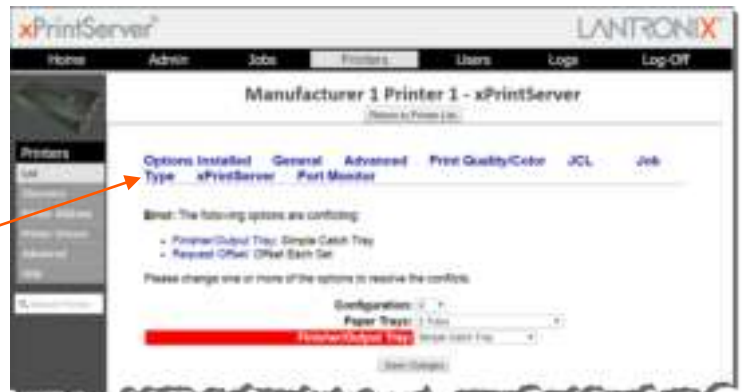 xPrintServer®
LANTRONIX
Home Admin Jobs Printers Users Logs Log-Off
Manufacturer 1 Printer 1 - xPrintServer
Return to Printer List
Printers
List
Options Installed General Advanced Print Quality/Color JCL Job
Type xPrintServer Port Monitor
Error: The following options are conflicting:
Finisher/Output Tray: Simple Catch Tray
Request Offset: Offset Each Set
Please change one or more of the options to resolve the conflicts.
Configuration:
Paper Trays: Trays
Finisher/Output Tray: Simple Catch Tray
Advanced
Help
Save Changes